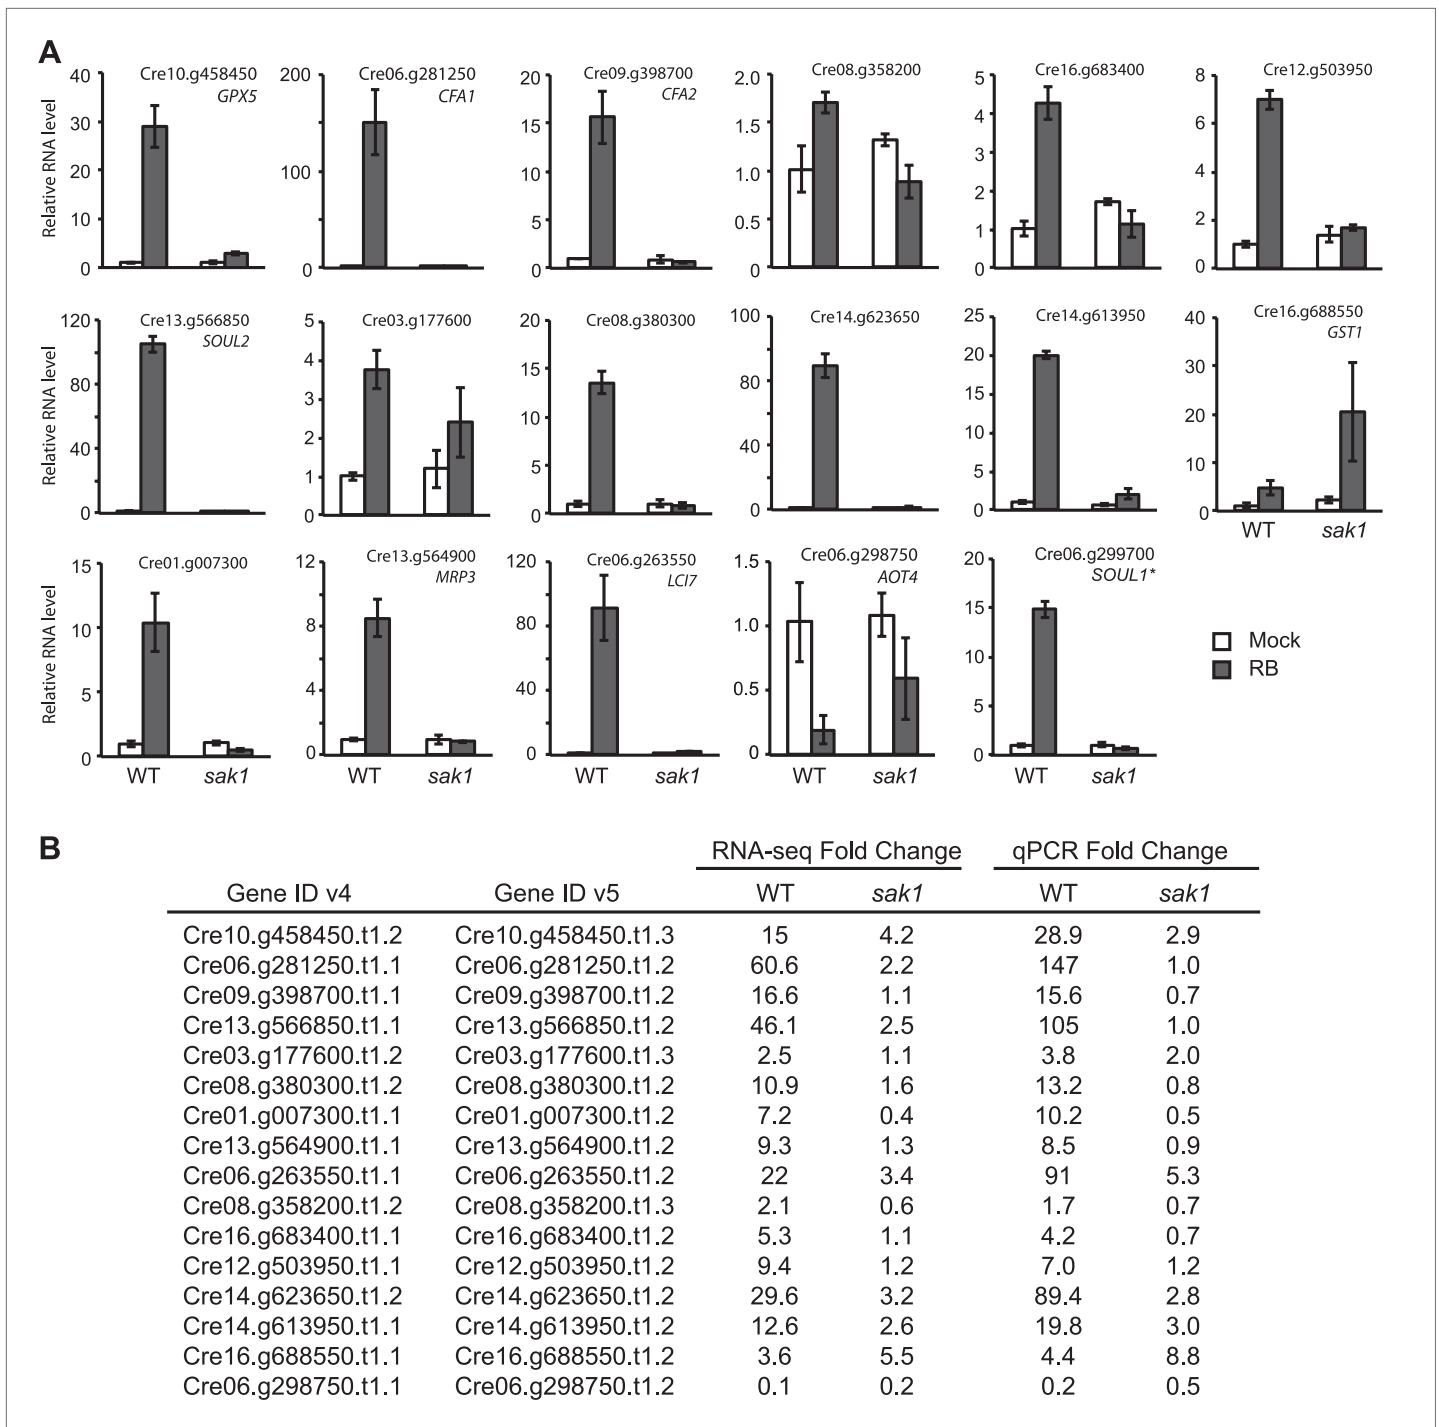 A
Relative RNA level
40
30
20
10
0
Cre10.g458450
GPX5
200
100
0
Cre06.g281250
CFA1
20
15
10
5
0
Cre09.g398700
CFA2
2.0
1.5
1.0
0.5
0
Cre08.g358200
5
4
3
2
1
0
Cre16.g683400
8
6
4
2
0
Cre12.g503950
Relative RNA level
120
80
40
0
Cre13.g566850
SOUL2
5
4
3
2
1
0
Cre03.g177600
20
15
10
5
0
Cre08.g380300
100
80
40
0
Cre14.g623650
25
20
15
10
5
0
Cre14.g613950
40
30
20
10
0
Cre16.g688550
GST1
WT sak1
Relative RNA level
15
10
5
0
Cre01.g007300
WT sak1
12
8
4
0
Cre13.g564900
MRP3
WT sak1
120
80
40
0
Cre06.g263550
LCI7
WT sak1
1.5
1.0
0.5
0
Cre06.g298750
AOT4
WT sak1
20
15
10
5
0
Cre06.g299700
SOUL1*
WT sak1
Mock
RB
B
RNA-seq Fold Change qPCR Fold Change
Gene ID v4 Gene ID v5 WT sak1 WT sak1
Cre10.g458450.t1.2 Cre10.g458450.t1.3 15 4.2 28.9 2.9
Cre06.g281250.t1.1 Cre06.g281250.t1.2 60.6 2.2 147 1.0
Cre09.g398700.t1.1 Cre09.g398700.t1.2 16.6 1.1 15.6 0.7
Cre13.g566850.t1.1 Cre13.g566850.t1.2 46.1 2.5 105 1.0
Cre03.g177600.t1.2 Cre03.g177600.t1.3 2.5 1.1 3.8 2.0
Cre08.g380300.t1.2 Cre08.g380300.t1.2 10.9 1.6 13.2 0.8
Cre01.g007300.t1.1 Cre01.g007300.t1.2 7.2 0.4 10.2 0.5
Cre13.g564900.t1.1 Cre13.g564900.t1.2 9.3 1.3 8.5 0.9
Cre06.g263550.t1.1 Cre06.g263550.t1.2 22 3.4 91 5.3
Cre08.g358200.t1.2 Cre08.g358200.t1.3 2.1 0.6 1.7 0.7
Cre16.g683400.t1.1 Cre16.g683400.t1.2 5.3 1.1 4.2 0.7
Cre12.g503950.t1.1 Cre12.g503950.t1.2 9.4 1.2 7.0 1.2
Cre14.g623650.t1.2 Cre14.g623650.t1.2 29.6 3.2 89.4 2.8
Cre14.g613950.t1.1 Cre14.g613950.t1.2 12.6 2.6 19.8 3.0
Cre16.g688550.t1.1 Cre16.g688550.t1.2 3.6 5.5 4.4 8.8
Cre06.g298750.t1.1 Cre06.g298750.t1.2 0.1 0.2 0.2 0.5